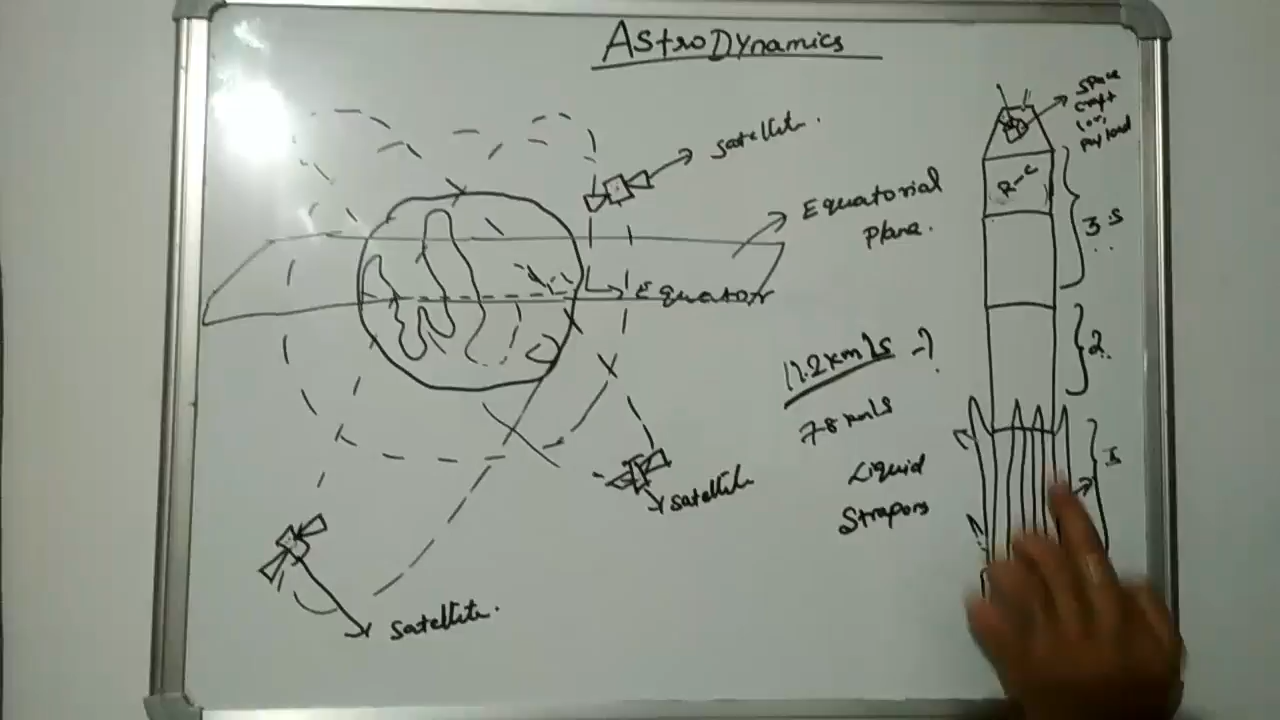 AstroDynamics
satellite.
space
craft
(or)
payload
R-C
Equatorial
plane.
3.s
Equator
2
11.2 km/s →
7.8 km/s
Liquid
Strapons
I
satellite
satellite.